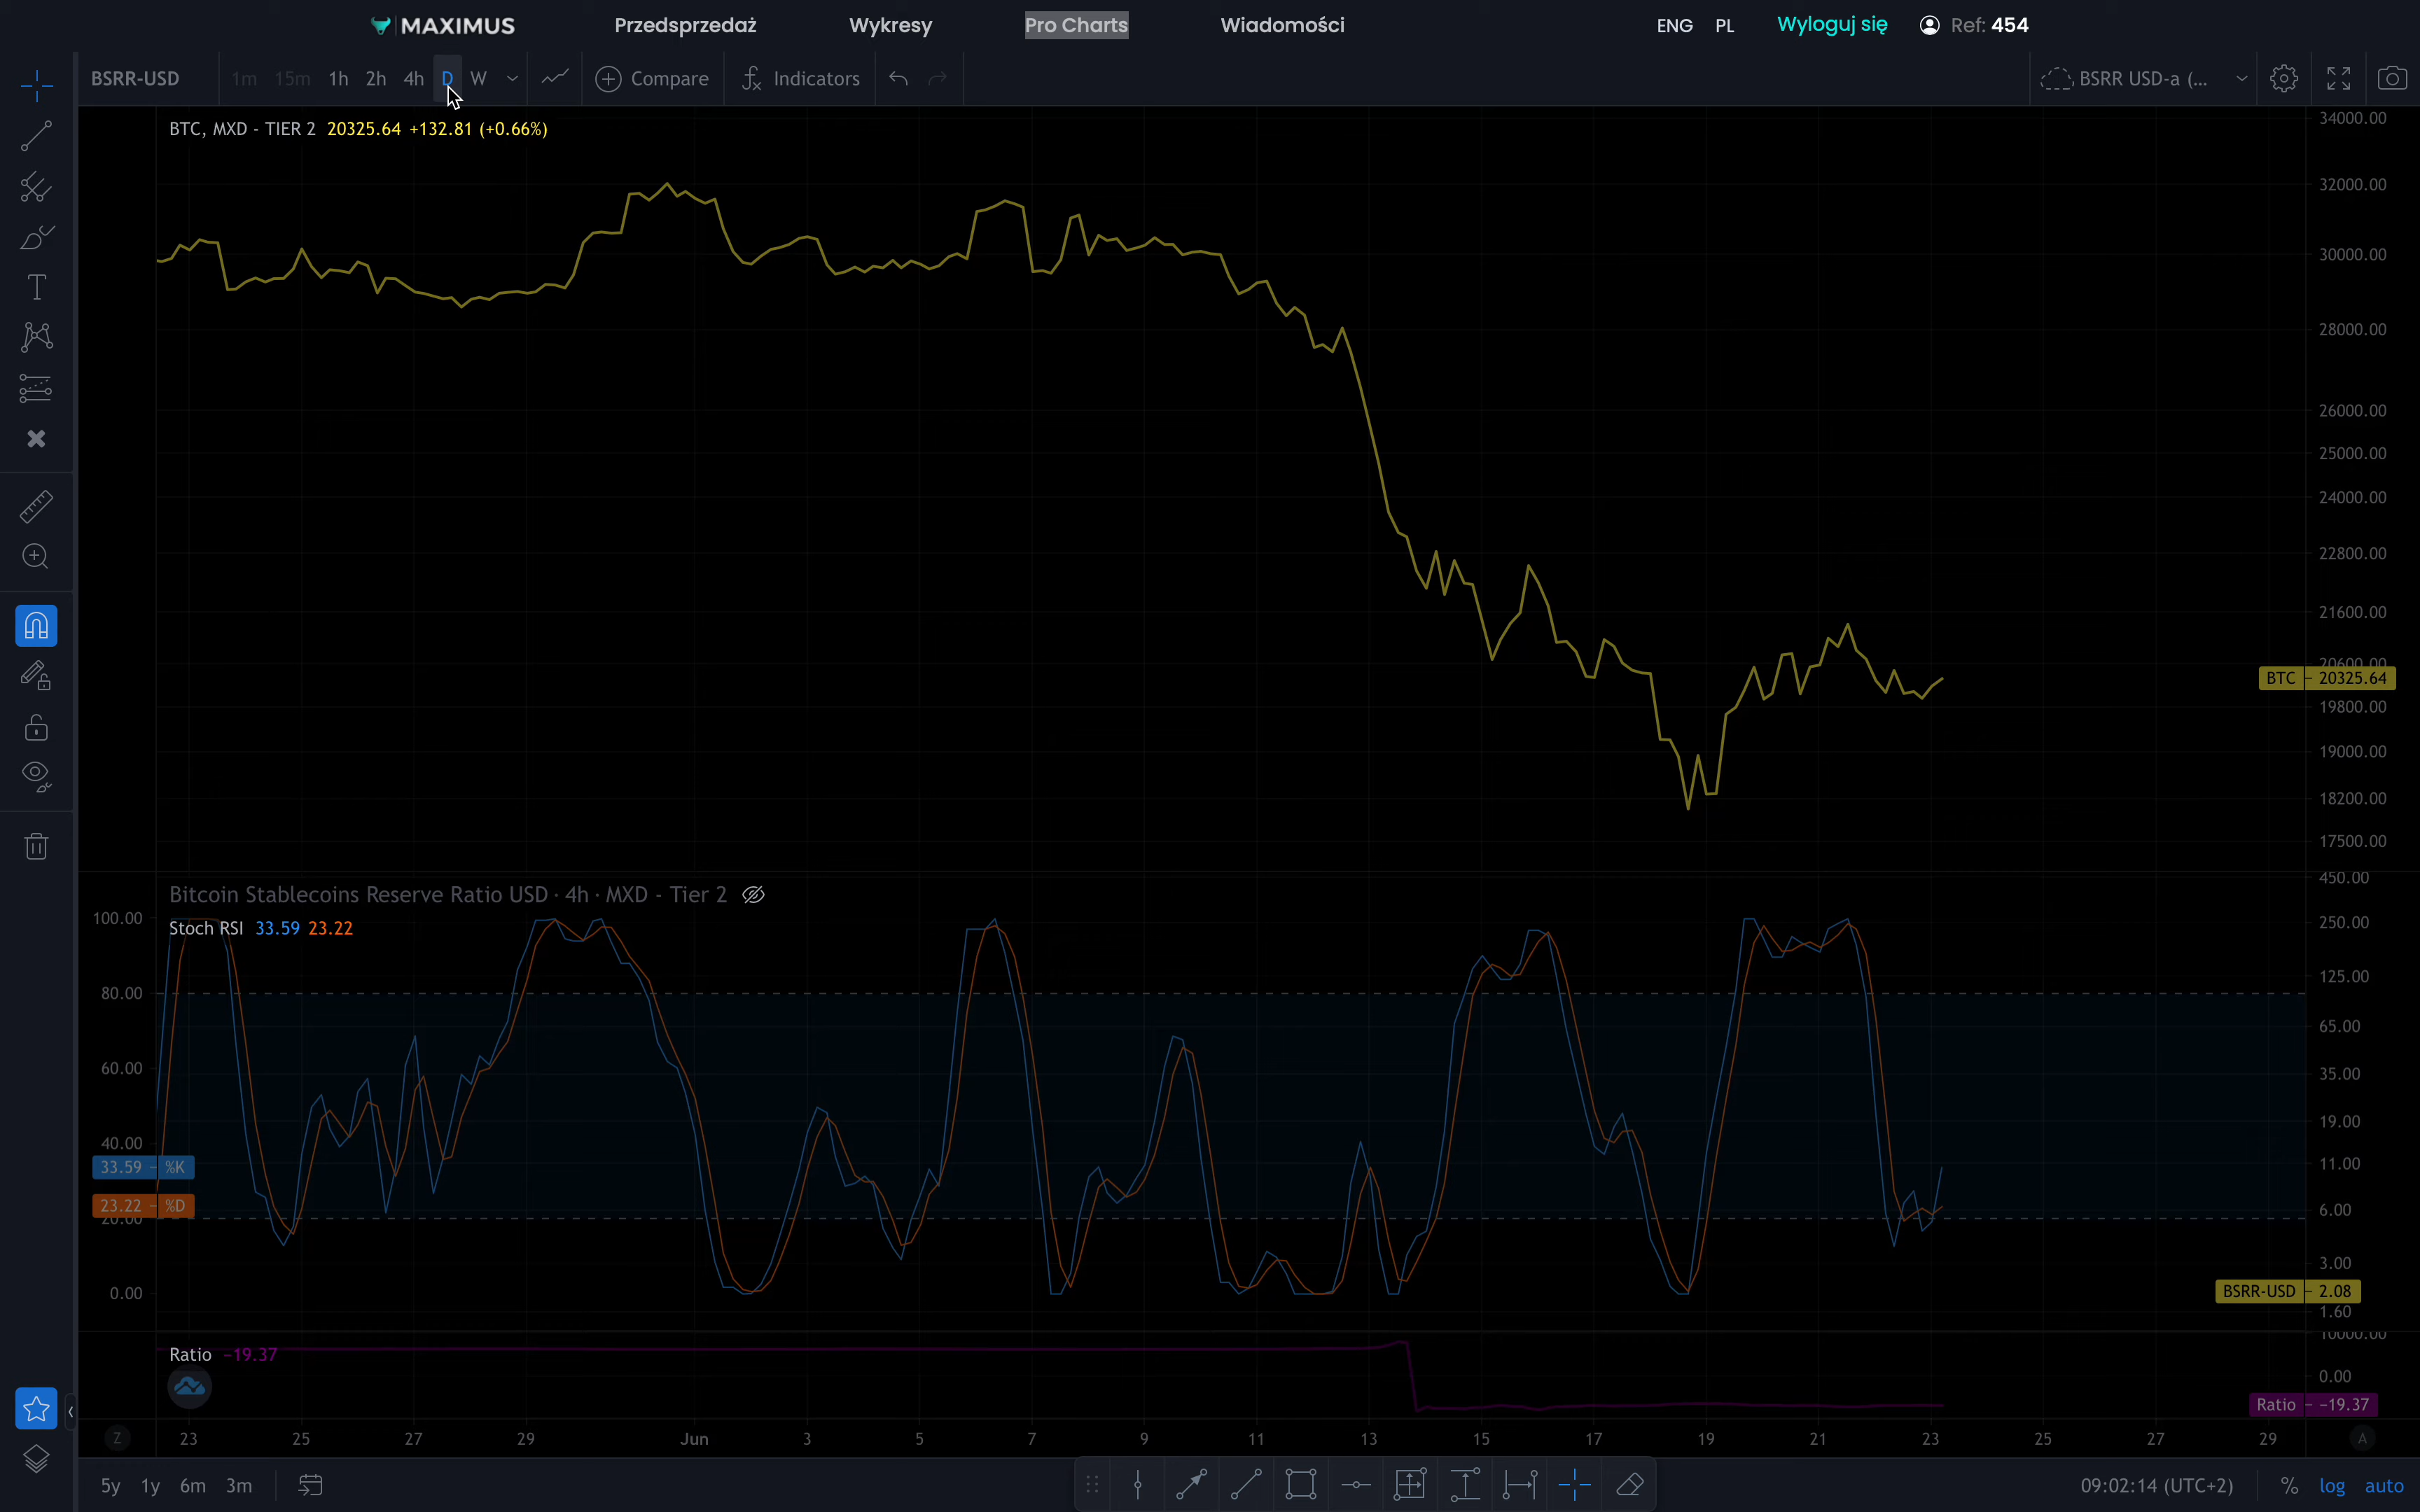 MAXIMUS Przedsprzedaż Wykresy Pro Charts Wiadomości ENG PL Wyloguj się Ref: 454
BSRR-USD 1m 15m 1h 2h 4h D W Compare Indicators BSRR USD-a (...
BTC, MXD - TIER 2 20325.64 +132.81 (+0.66%)
34000.00
32000.00
30000.00
28000.00
26000.00
25000.00
24000.00
22800.00
21600.00
20600.00
BTC 20325.64
19800.00
19000.00
18200.00
17500.00
Bitcoin Stablecoins Reserve Ratio USD · 4h · MXD - Tier 2
Stoch RSI 33.59 23.22
100.00
80.00
60.00
40.00
33.59 %K
23.22 %D
20.00
0.00
450.00
250.00
125.00
65.00
35.00
19.00
11.00
6.00
3.00
BSRR-USD 2.08
1.60
Ratio −19.37
10000.00
0.00
Ratio −19.37
Z 23 25 27 29 Jun 3 5 7 9 11 13 15 17 19 21 23 25 27 29 A
5y 1y 6m 3m 09:02:14 (UTC+2) % log auto